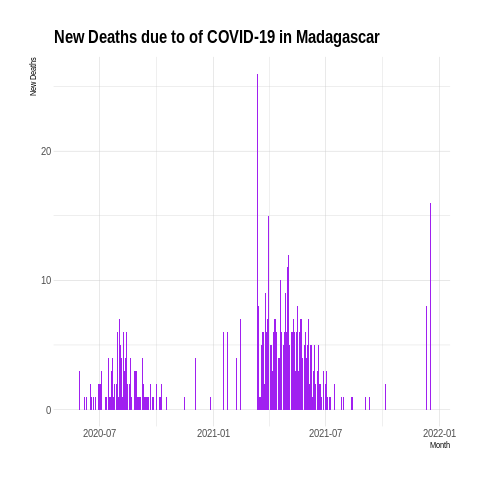 New Deaths due to of COVID-19 in Madagascar
New Deaths
20
10
0
2020-07 2021-01 2021-07 2022-01
Month